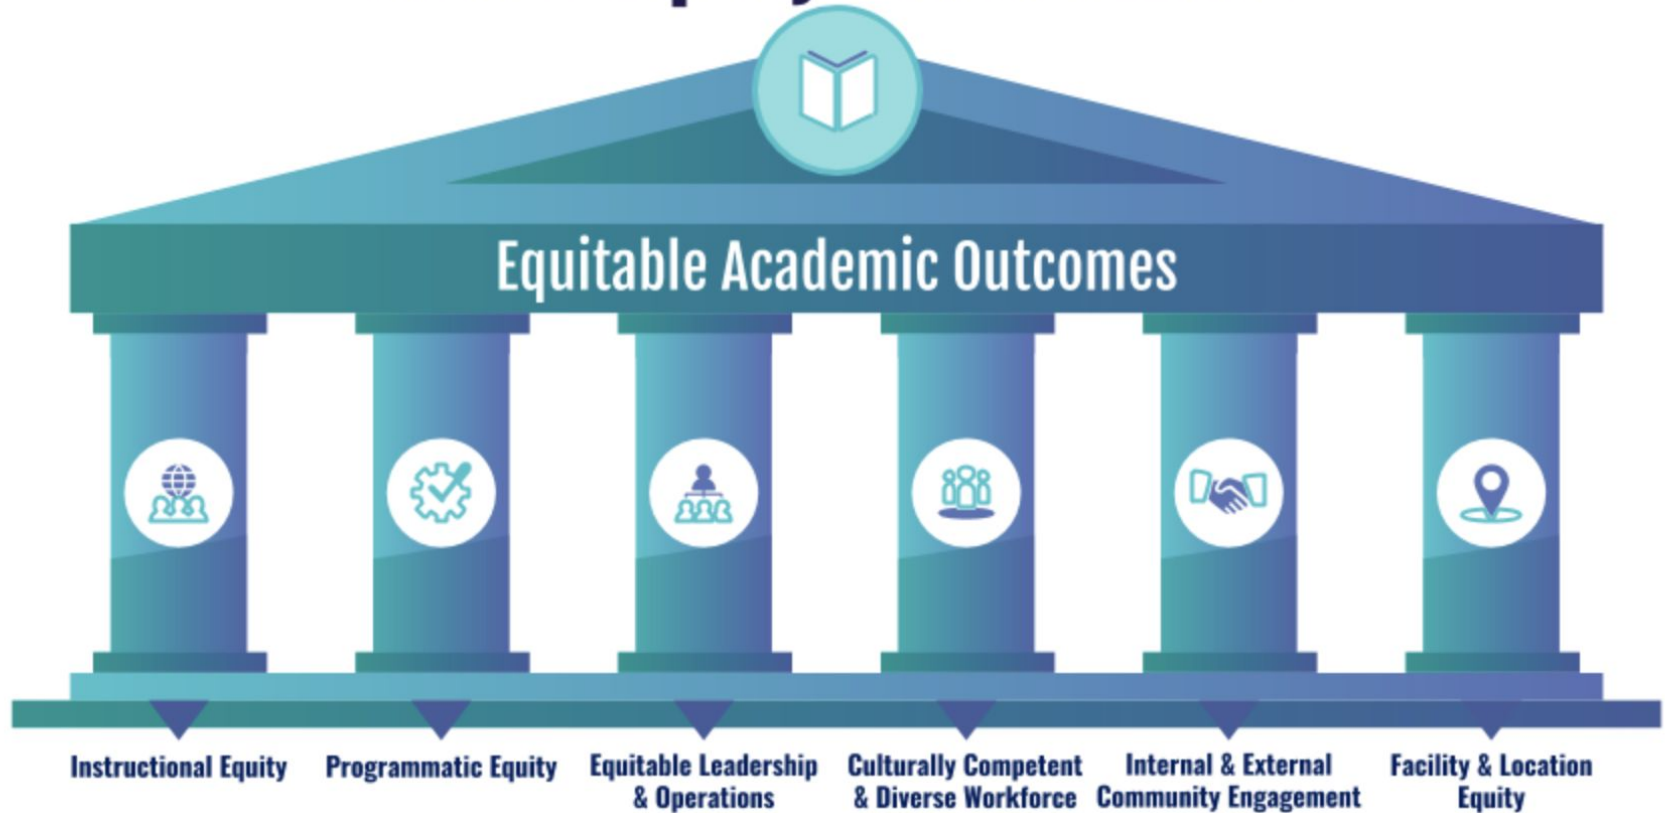 Equitable Academic Outcomes
Instructional Equity
Programmatic Equity
Equitable Leadership
& Operations
Culturally Competent
& Diverse Workforce
Internal & External
Community Engagement
Facility & Location
Equity